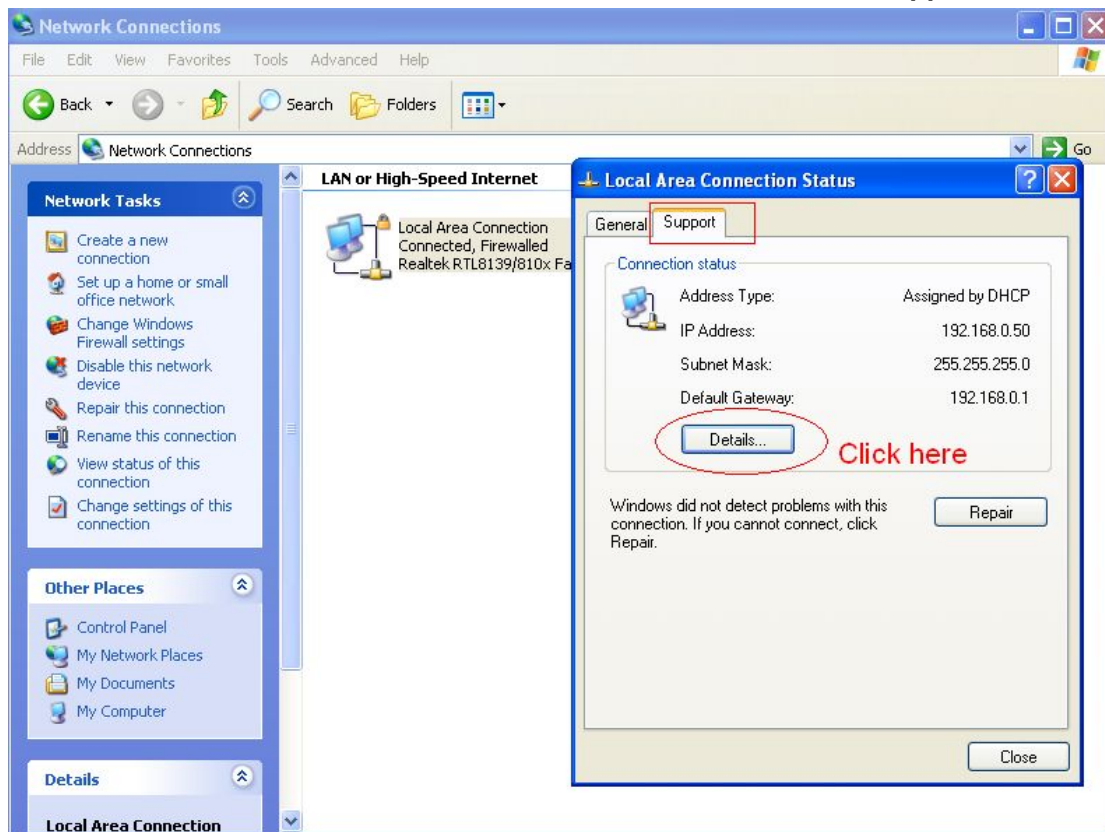 Network Connections
File Edit View Favorites Tools Advanced Help
Back Search Folders
Address Network Connections Go
Network Tasks
Create a new
connection
Set up a home or small
office network
Change Windows
Firewall settings
Disable this network
device
Repair this connection
Rename this connection
View status of this
connection
Change settings of this
connection
Other Places
Control Panel
My Network Places
My Documents
My Computer
Details
Local Area Connection
LAN or High-Speed Internet
Local Area Connection
Connected, Firewalled
Realtek RTL8139/810x Fa
Local Area Connection Status
General Support
Connection status
Address Type: Assigned by DHCP
IP Address: 192.168.0.50
Subnet Mask: 255.255.255.0
Default Gateway: 192.168.0.1
Details...
Click here
Windows did not detect problems with this
connection. If you cannot connect, click
Repair.
Repair
Close